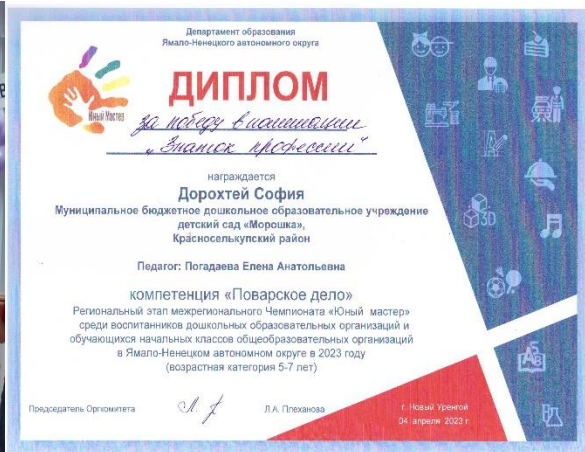 Департамент образования
Ямало-Ненецкого автономного округа
Юный Мастер
ДИПЛОМ
за победу в номинации
„Знаток профессий"
награждается
Дорохтей София
Муниципальное бюджетное дошкольное образовательное учреждение
детский сад «Морошка»,
Красноселькупский район
Педагог: Погадаева Елена Анатольевна
компетенция «Поварское дело»
Региональный этап межрегионального Чемпионата «Юный мастер»
среди воспитанников дошкольных образовательных организаций и
обучающихся начальных классов общеобразовательных организаций
в Ямало-Ненецком автономном округе в 2023 году
(возрастная категория 5-7 лет)
Председатель Оргкомитета
Л.А. Плеханова
г. Новый Уренгой
04 апреля 2023 г.
3D